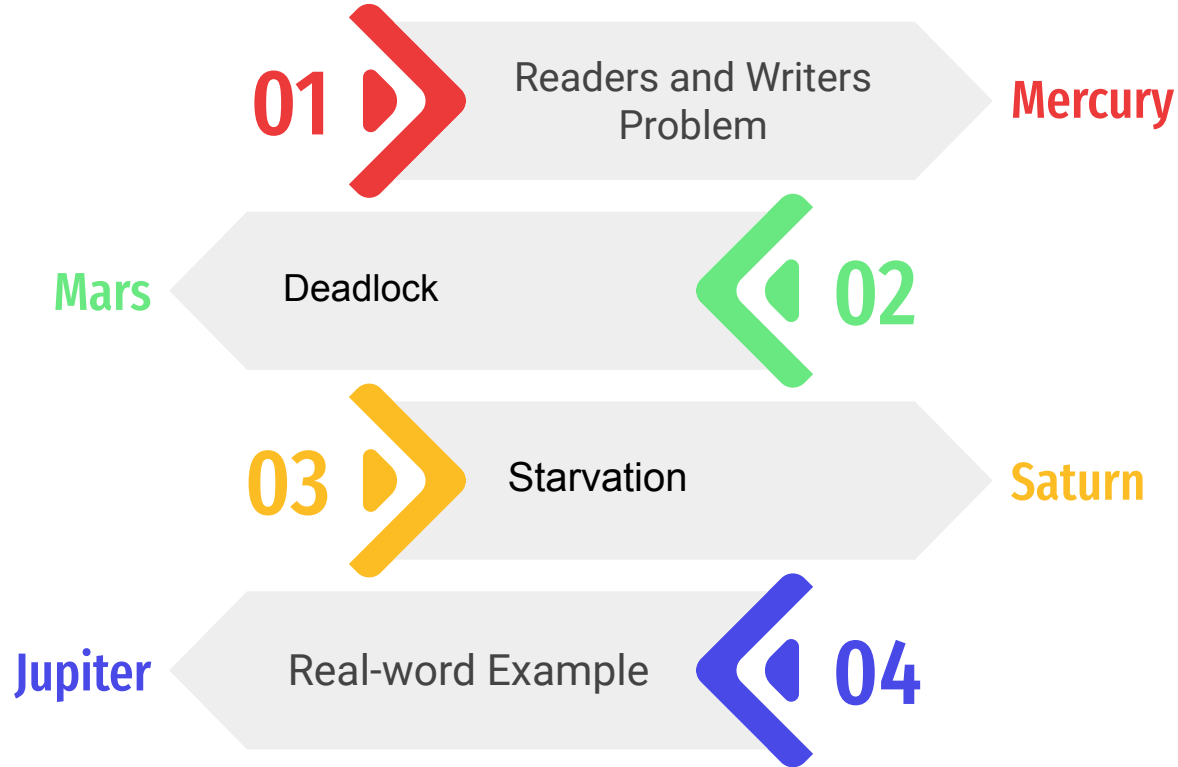 01
Readers and Writers
Problem
Mercury
Mars
Deadlock
02
03
Starvation
Saturn
Jupiter
Real-word Example
04